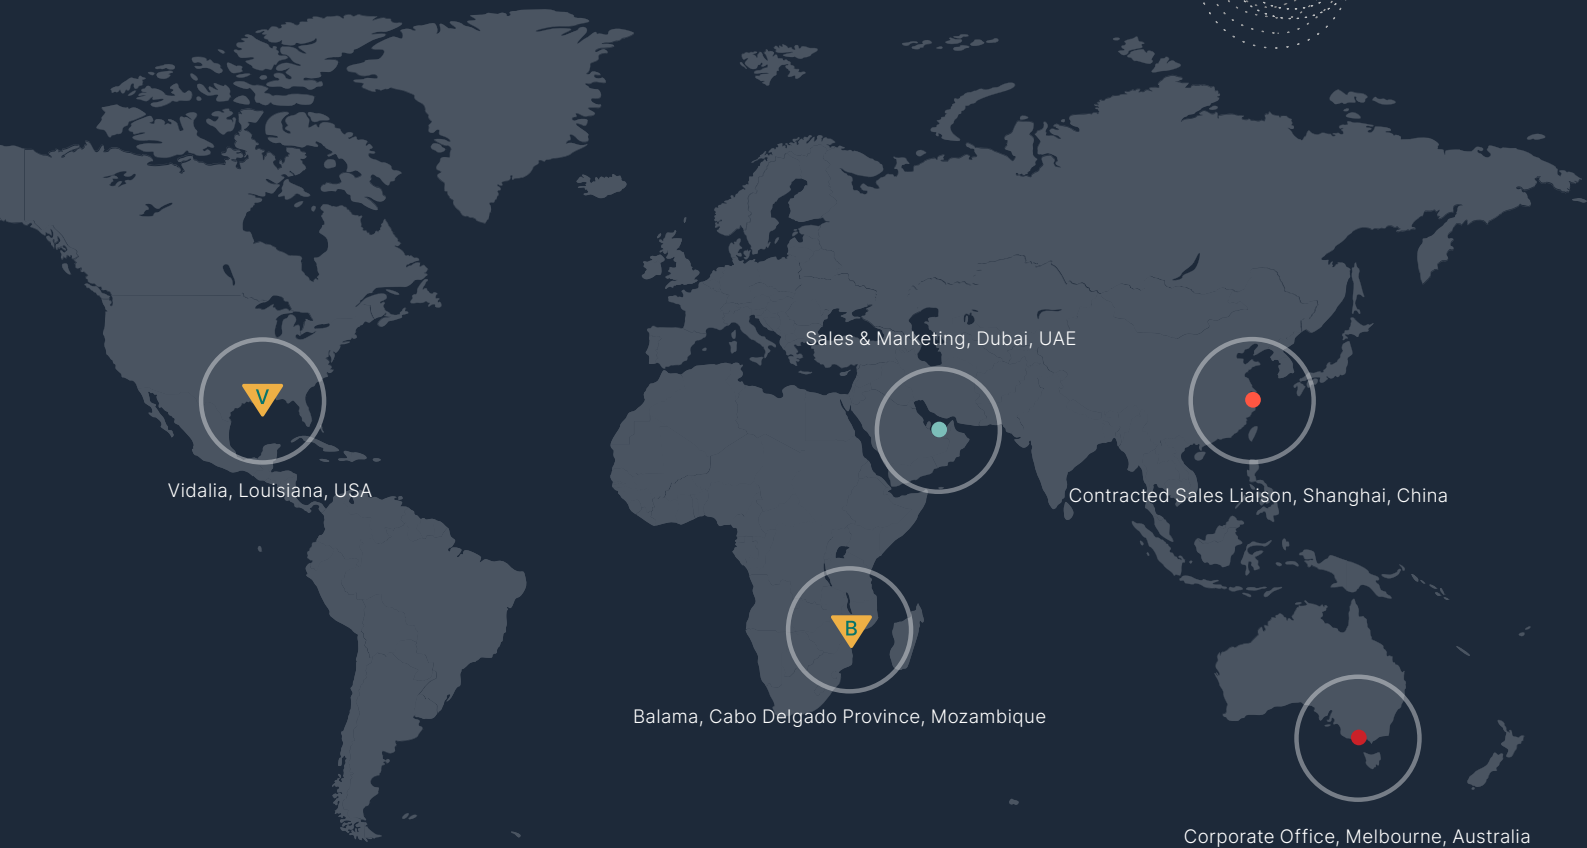 Sales & Marketing, Dubai, UAE
V
Vidalia, Louisiana, USA
Contracted Sales Liaison, Shanghai, China
B
Balama, Cabo Delgado Province, Mozambique
Corporate Office, Melbourne, Australia